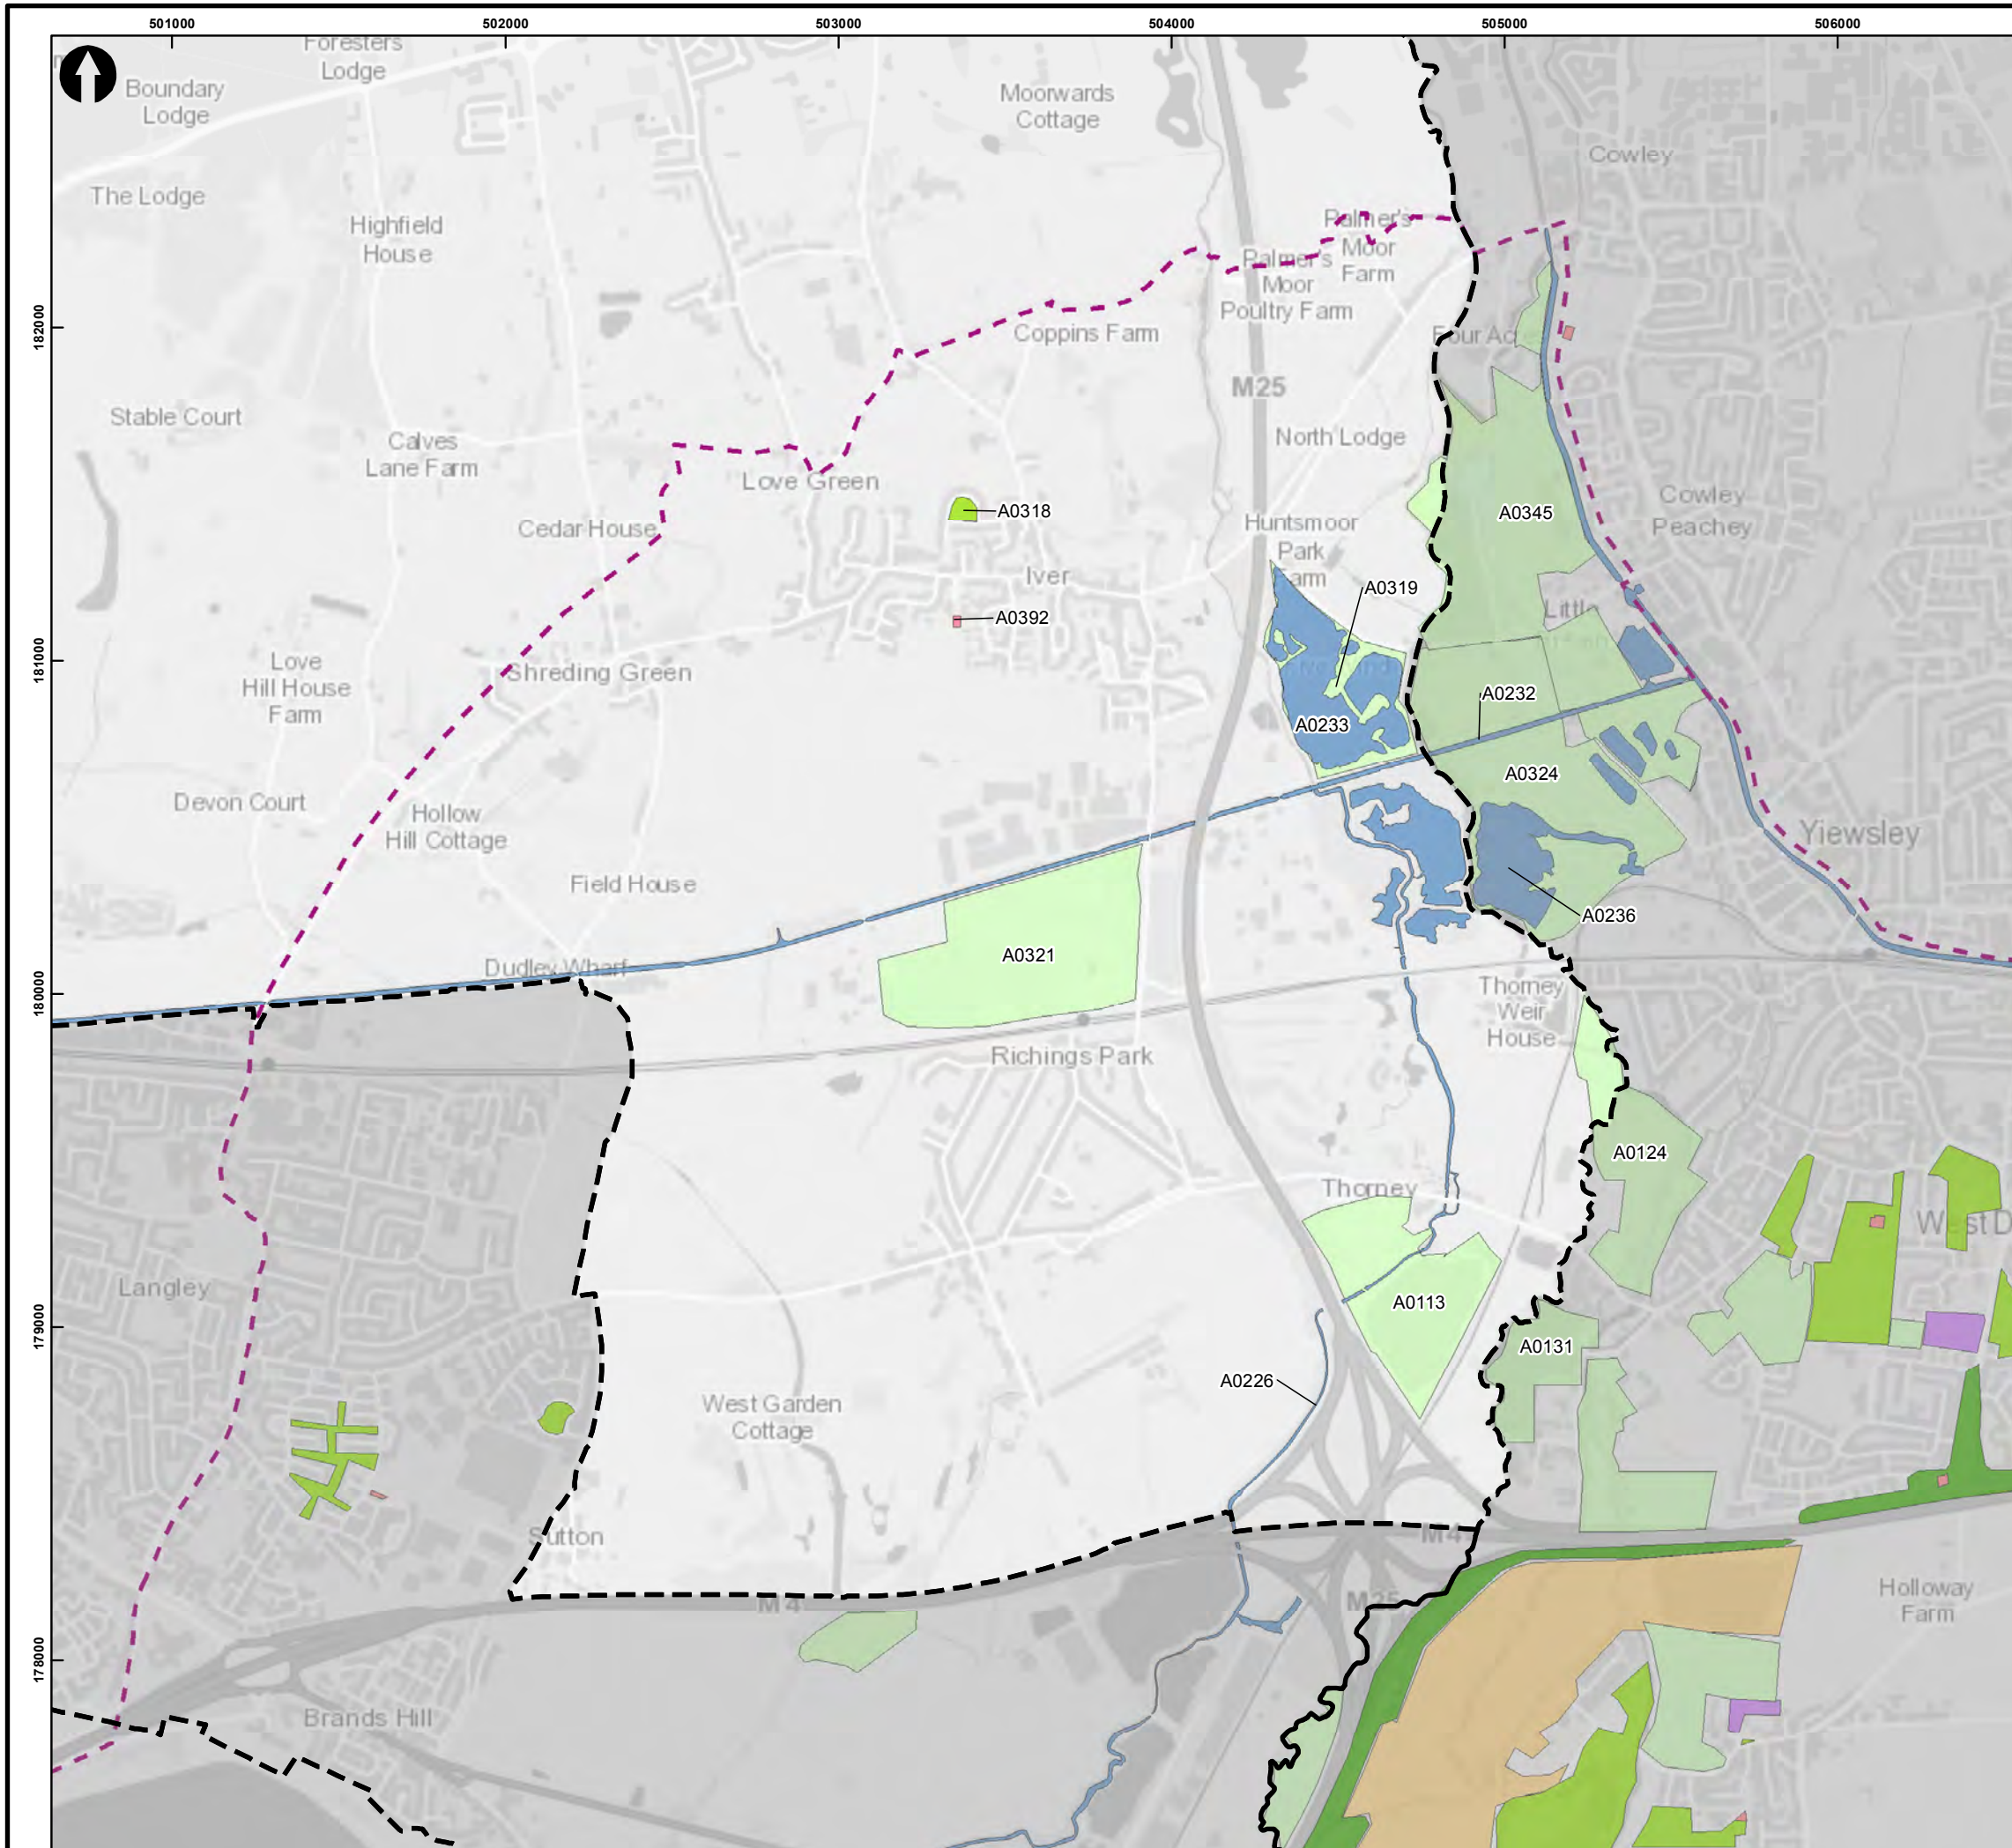 501000
502000
503000
504000
505000
506000
Foresters
Lodge
Boundary
Lodge
Moorwards
Cottage
Cowley
The Lodge
Highfield
House
Palmer's
Moor
Farm
Palmer's
Moor
Poultry Farm
182000
Coppins Farm
Four Ac
M25
Stable Court
Calves
Lane Farm
North Lodge
Love Green
Cowley
Peachey
A0318
A0345
Cedar House
Huntsmoor
Park
Farm
Iver
A0319
A0392
Little
181000
Love
Hill House
Farm
Shreding Green
A0232
A0233
A0324
Devon Court
Hollow
Hill Cottage
Yiewsley
Field House
A0236
A0321
Dudley Wharf
180000
Thorney
Weir
House
Richings Park
A0124
Thorney
West D
Langley
A0113
179000
A0131
A0226
West Garden
Cottage
Sutton
M4
M4
M25
Holloway
Farm
178000
Brands Hill